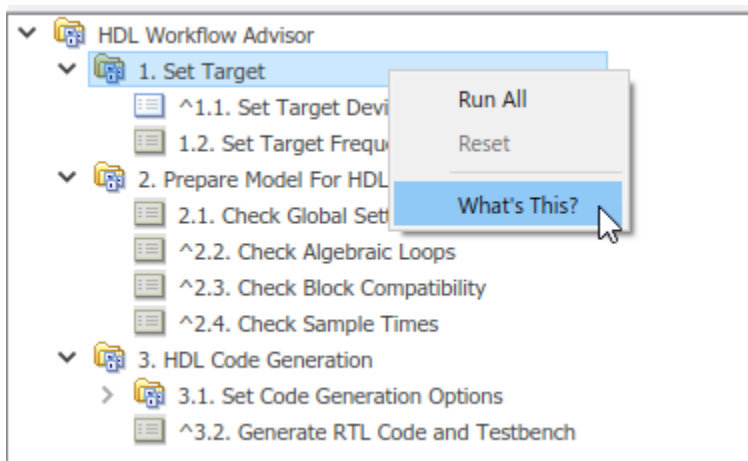 HDL Workflow Advisor
1. Set Target
Run All
^1.1. Set Target Devi
1.2. Set Target Frequ
Reset
2. Prepare Model For HDL
What's This?
2.1. Check Global Set
^2.2. Check Algebraic Loops
^2.3. Check Block Compatibility
^2.4. Check Sample Times
3. HDL Code Generation
3.1. Set Code Generation Options
^3.2. Generate RTL Code and Testbench